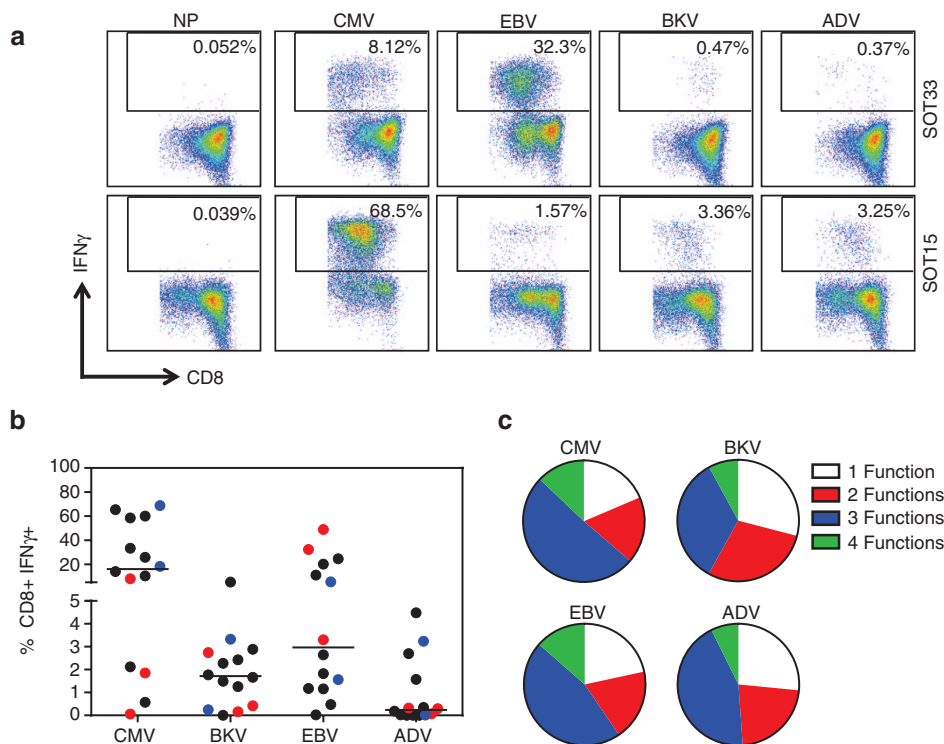 a
NP CMV EBV BKV ADV
0.052% 8.12% 32.3% 0.47% 0.37%
SOT33
0.039% 68.5% 1.57% 3.36% 3.25%
SOT15
IFNγ
CD8
b
% CD8+ IFNγ+
100
80
60
40
20
5
4
3
2
1
0
CMV BKV EBV ADV
c
CMV BKV
1 Function
2 Functions
3 Functions
4 Functions
EBV ADV